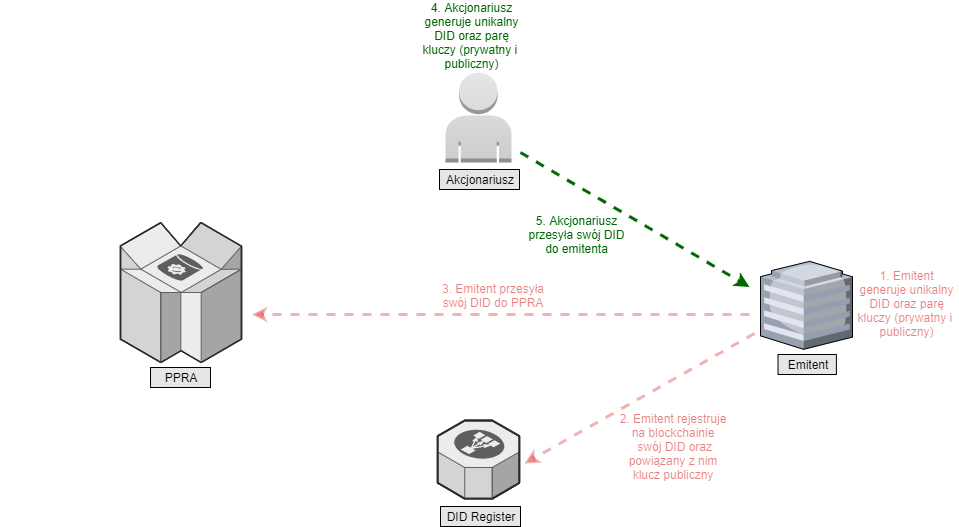 4. Akcjonariusz
generuje unikalny
DID oraz parę
kluczy (prywatny i
publiczny)
Akcjonariusz
5. Akcjonariusz
przesyła swój DID
do emitenta
1. Emitent
generuje unikalny
DID oraz parę
kluczy (prywatny i
publiczny)
3. Emitent przesyła
swój DID do PPRA
PPRA
Emitent
2. Emitent rejestruje
na blockchainie
swój DID oraz
powiązany z nim
klucz publiczny
DID Register